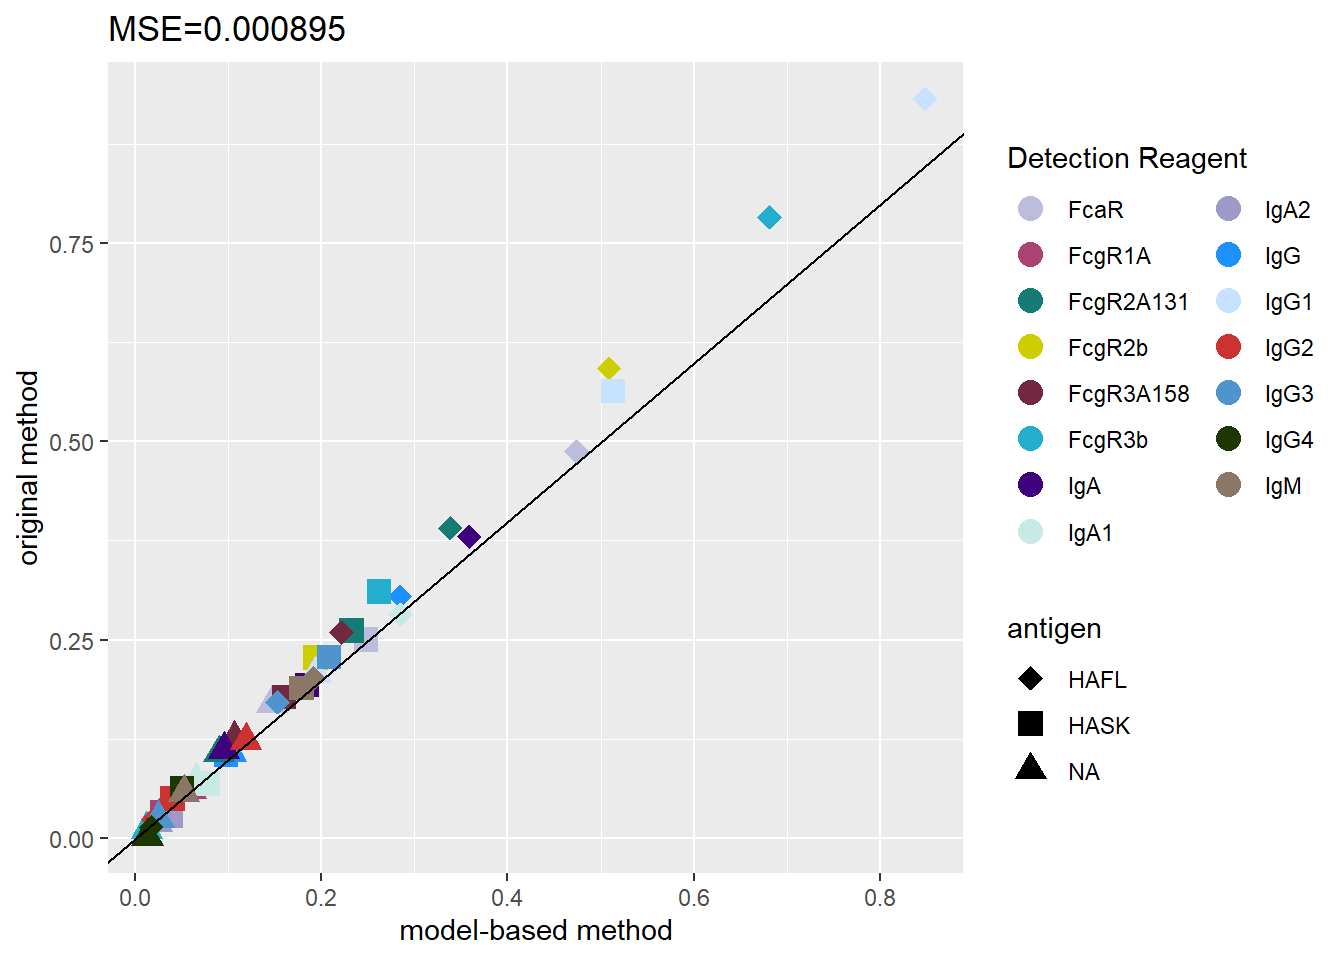 MSE=0.000895
original method
0.75
0.50
0.25
0.00
0.0
0.2
0.4
0.6
0.8
model-based method
Detection Reagent
FcaR
FcgR1A
FcgR2A131
FcgR2b
FcgR3A158
FcgR3b
IgA
IgA1
IgA2
IgG
IgG1
IgG2
IgG3
IgG4
IgM
antigen
HAFL
HASK
NA